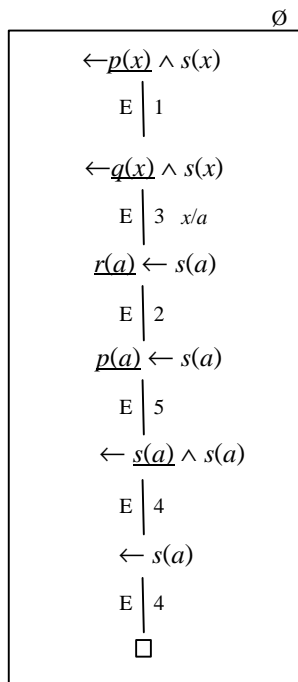 Ø
←p(x) ∧ s(x)
E 1
←q(x) ∧ s(x)
E 3 x/a
r(a) ← s(a)
E 2
p(a) ← s(a)
E 5
← s(a) ∧ s(a)
E 4
← s(a)
E 4
□